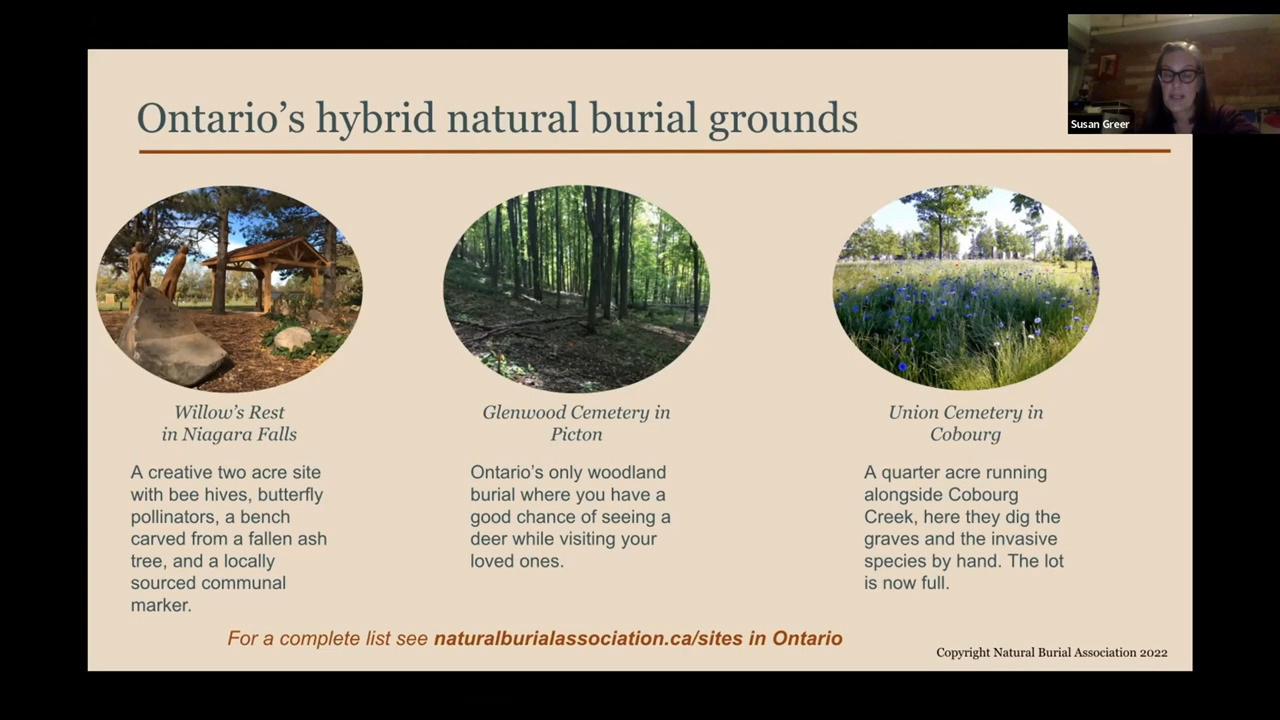 Ontario’s hybrid natural burial grounds
Susan Greer
Willow’s Rest
in Niagara Falls
A creative two acre site
with bee hives, butterfly
pollinators, a bench
carved from a fallen ash
tree, and a locally
sourced communal
marker.
Glenwood Cemetery in
Picton
Ontario’s only woodland
burial where you have a
good chance of seeing a
deer while visiting your
loved ones.
Union Cemetery in
Cobourg
A quarter acre running
alongside Cobourg
Creek, here they dig the
graves and the invasive
species by hand. The lot
is now full.
For a complete list see naturalburialassociation.ca/sites in Ontario
Copyright Natural Burial Association 2022